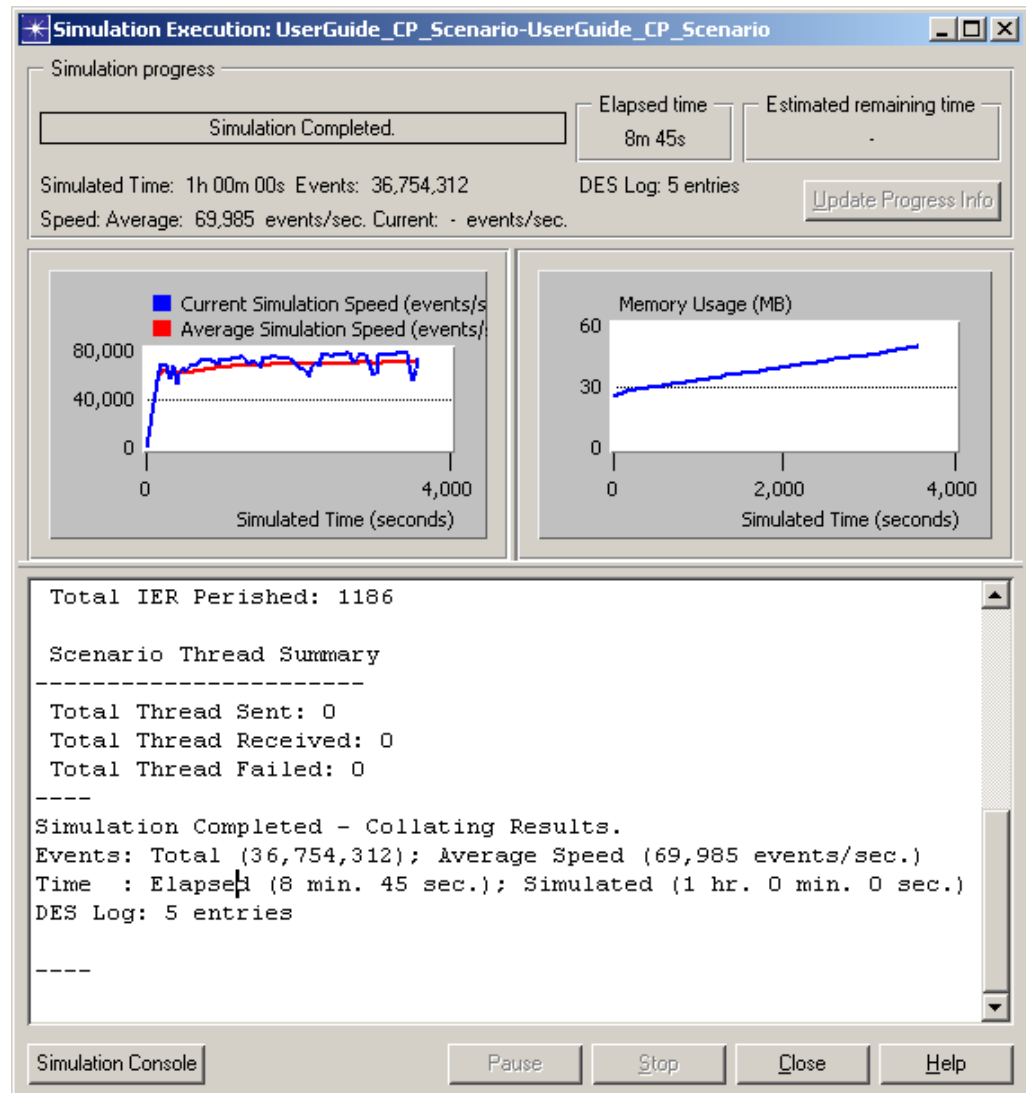 Simulation Execution: UserGuide_CP_Scenario-UserGuide_CP_Scenario
Simulation progress
Simulation Completed.
Elapsed time
8m 45s
Estimated remaining time
-
Simulated Time: 1h 00m 00s Events: 36,754,312
DES Log: 5 entries
Update Progress Info
Speed: Average: 69,985 events/sec. Current: - events/sec.
Current Simulation Speed (events/s
Average Simulation Speed (events/
80,000
40,000
0
0
4,000
Simulated Time (seconds)
Memory Usage (MB)
60
30
0
0
2,000
4,000
Simulated Time (seconds)
Total IER Perished: 1186
Scenario Thread Summary
-----------------------
Total Thread Sent: 0
Total Thread Received: 0
Total Thread Failed: 0
----
Simulation Completed - Collating Results.
Events: Total (36,754,312); Average Speed (69,985 events/sec.)
Time : Elapsed (8 min. 45 sec.); Simulated (1 hr. 0 min. 0 sec.)
DES Log: 5 entries
----
Simulation Console
Pause
Stop
Close
Help